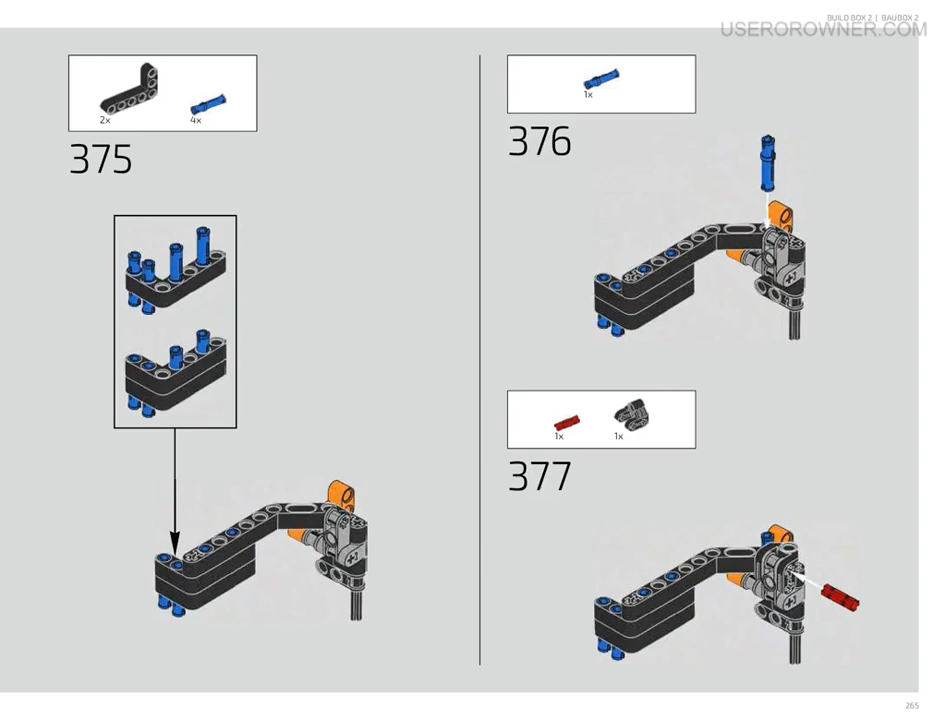 BUILD BOX 2 | BAUBOX 2
USEROROWNER.COM
2x
4x
375
1x
376
1x
1x
377
265